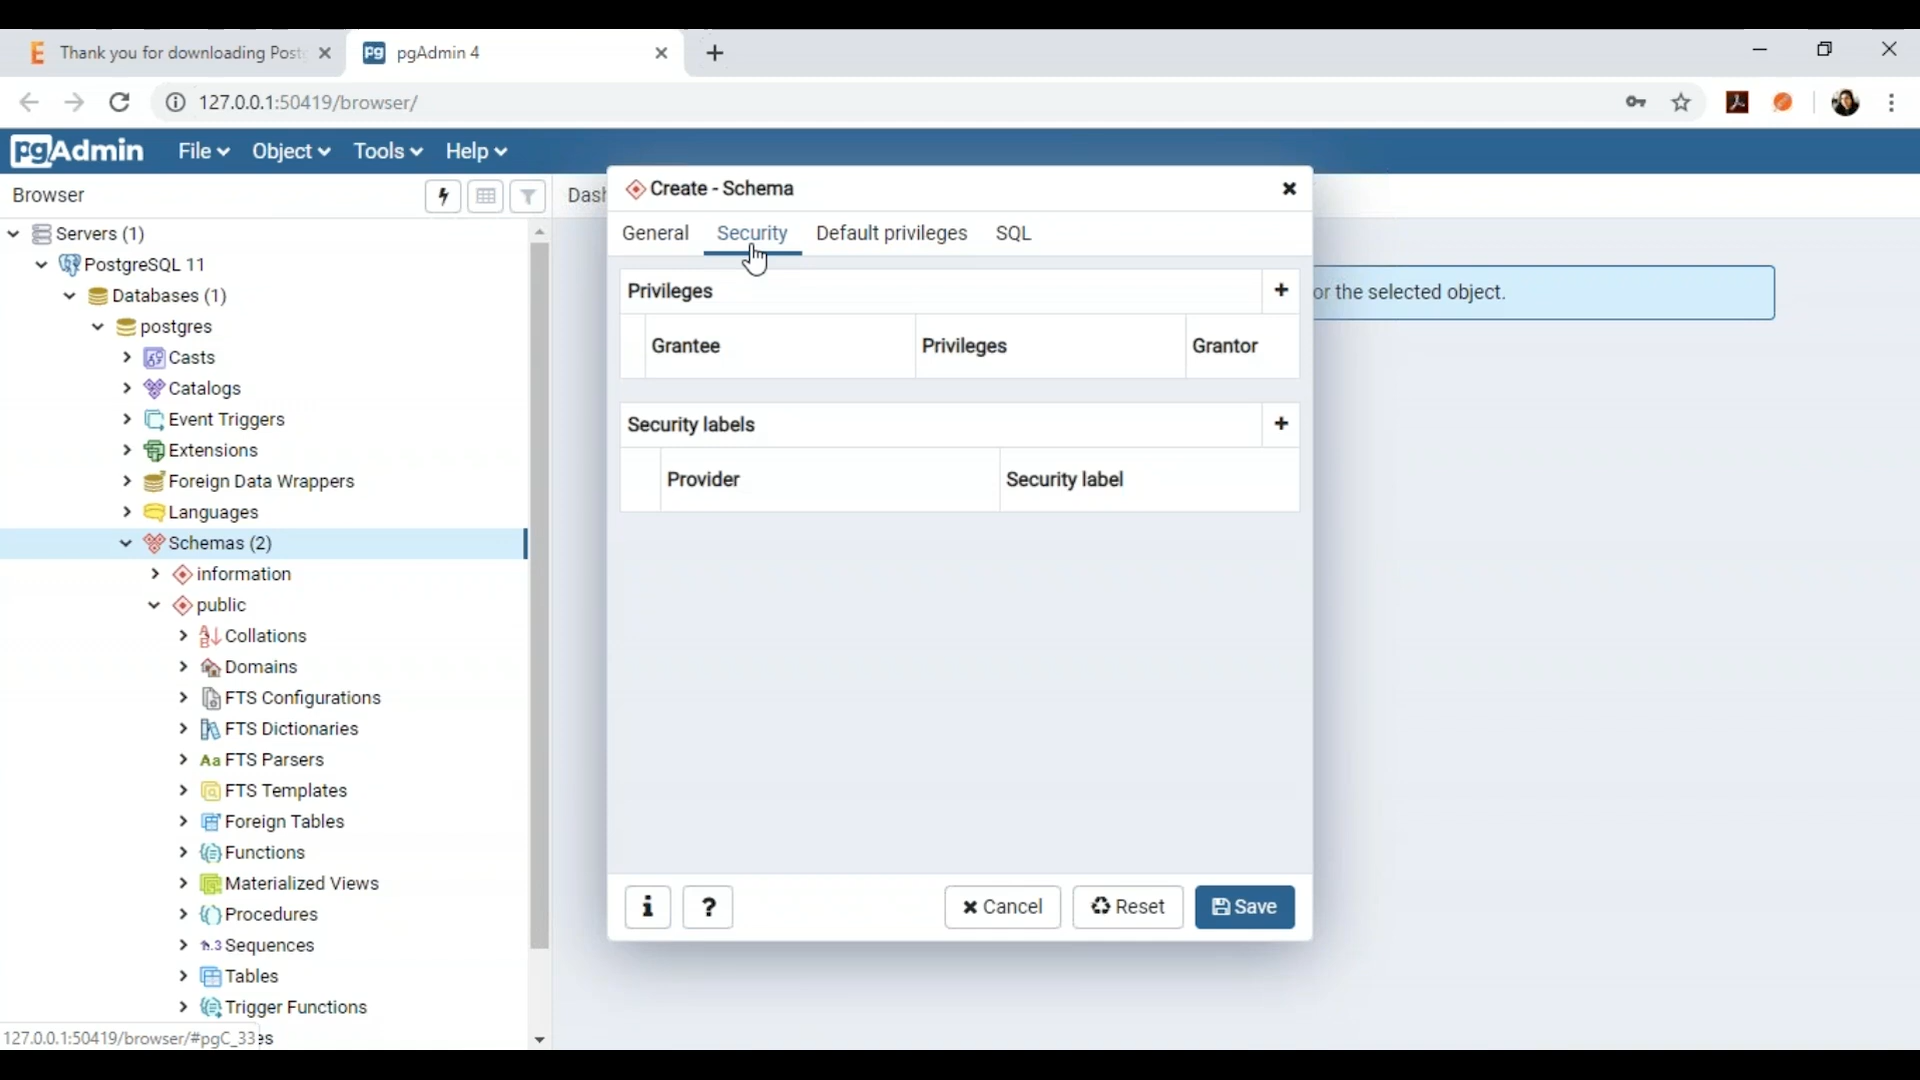 Thank you for downloading Post
pgAdmin 4
127.0.0.1:50419/browser/
pgAdmin File Object Tools Help
Browser
Dash
Create - Schema
General Security Default privileges SQL
or the selected object.
Privileges
Grantee Privileges Grantor
Security labels
Provider Security label
Servers (1)
PostgreSQL 11
Databases (1)
postgres
Casts
Catalogs
Event Triggers
Extensions
Foreign Data Wrappers
Languages
Schemas (2)
information
public
Collations
Domains
FTS Configurations
FTS Dictionaries
Aa FTS Parsers
FTS Templates
Foreign Tables
Functions
Materialized Views
Procedures
Sequences
Tables
Trigger Functions
127.0.0.1:50419/browser/#pgC_33
es
i ? Cancel Reset Save